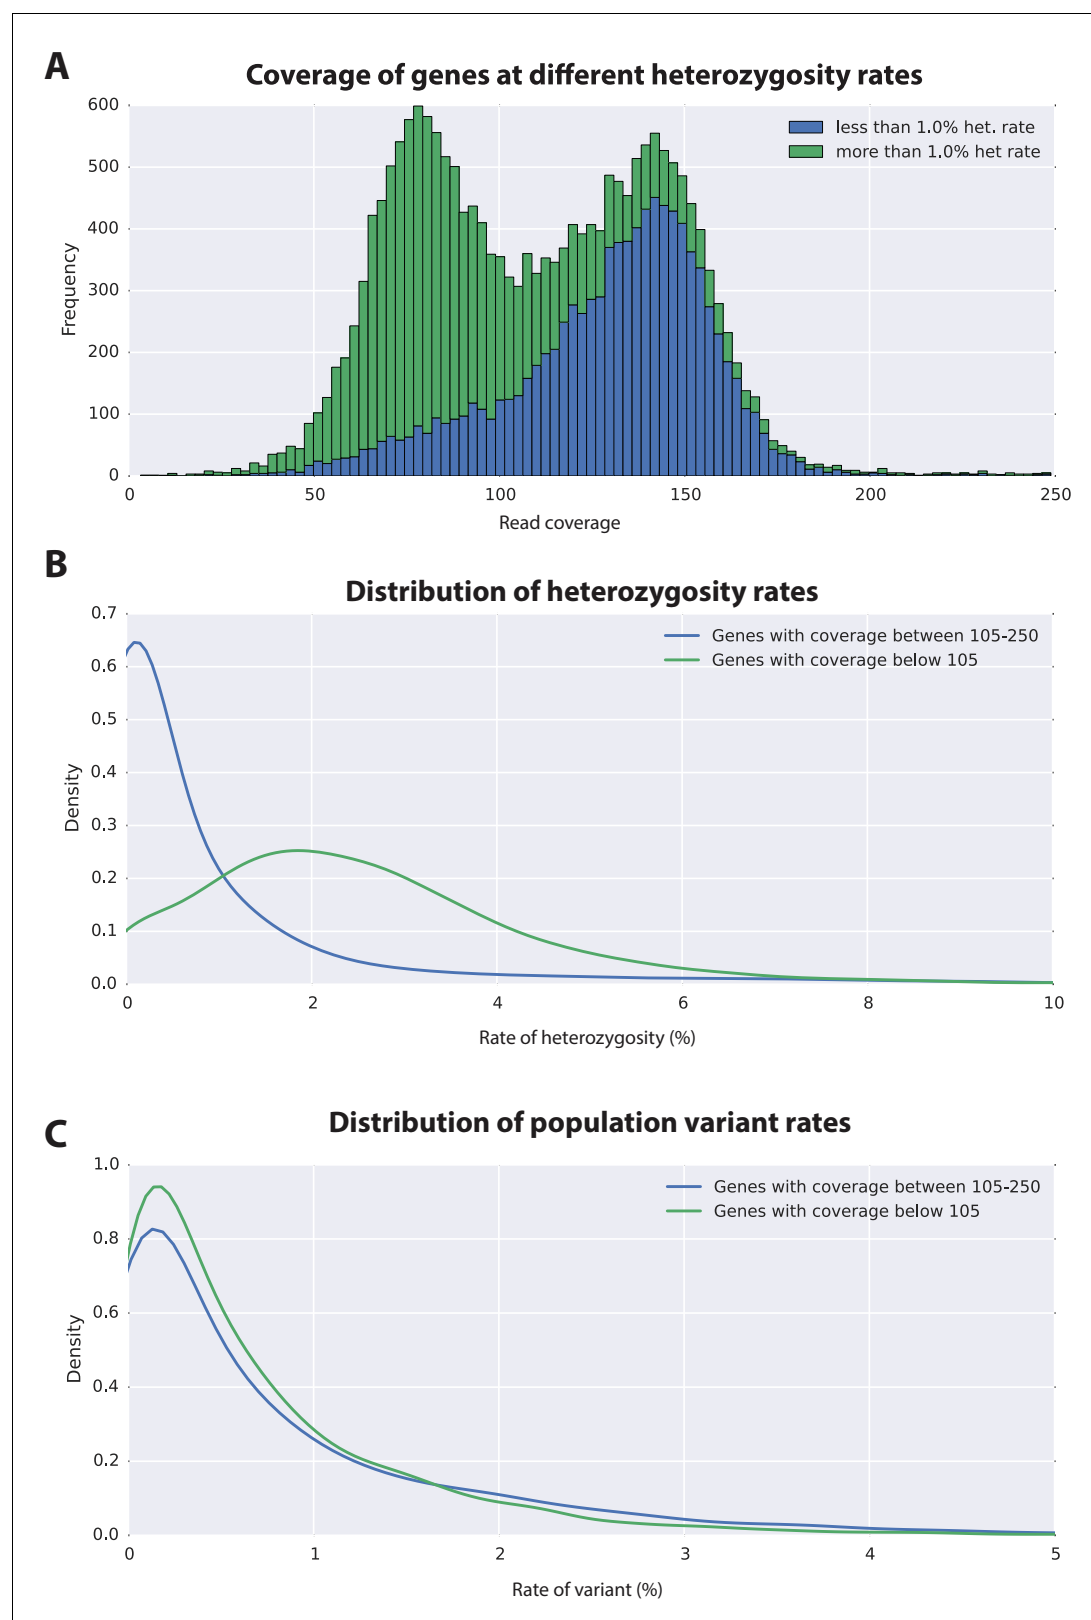 A
Coverage of genes at different heterozygosity rates
600
500
400
300
200
100
0
Frequency
less than 1.0% het. rate
more than 1.0% het rate
0 50 100 150 200 250
Read coverage
B
Distribution of heterozygosity rates
0.7
0.6
0.5
0.4
0.3
0.2
0.1
0.0
Density
Genes with coverage between 105-250
Genes with coverage below 105
0 2 4 6 8 10
Rate of heterozygosity (%)
C
Distribution of population variant rates
1.0
0.8
0.6
0.4
0.2
0.0
Density
Genes with coverage between 105-250
Genes with coverage below 105
0 1 2 3 4 5
Rate of variant (%)